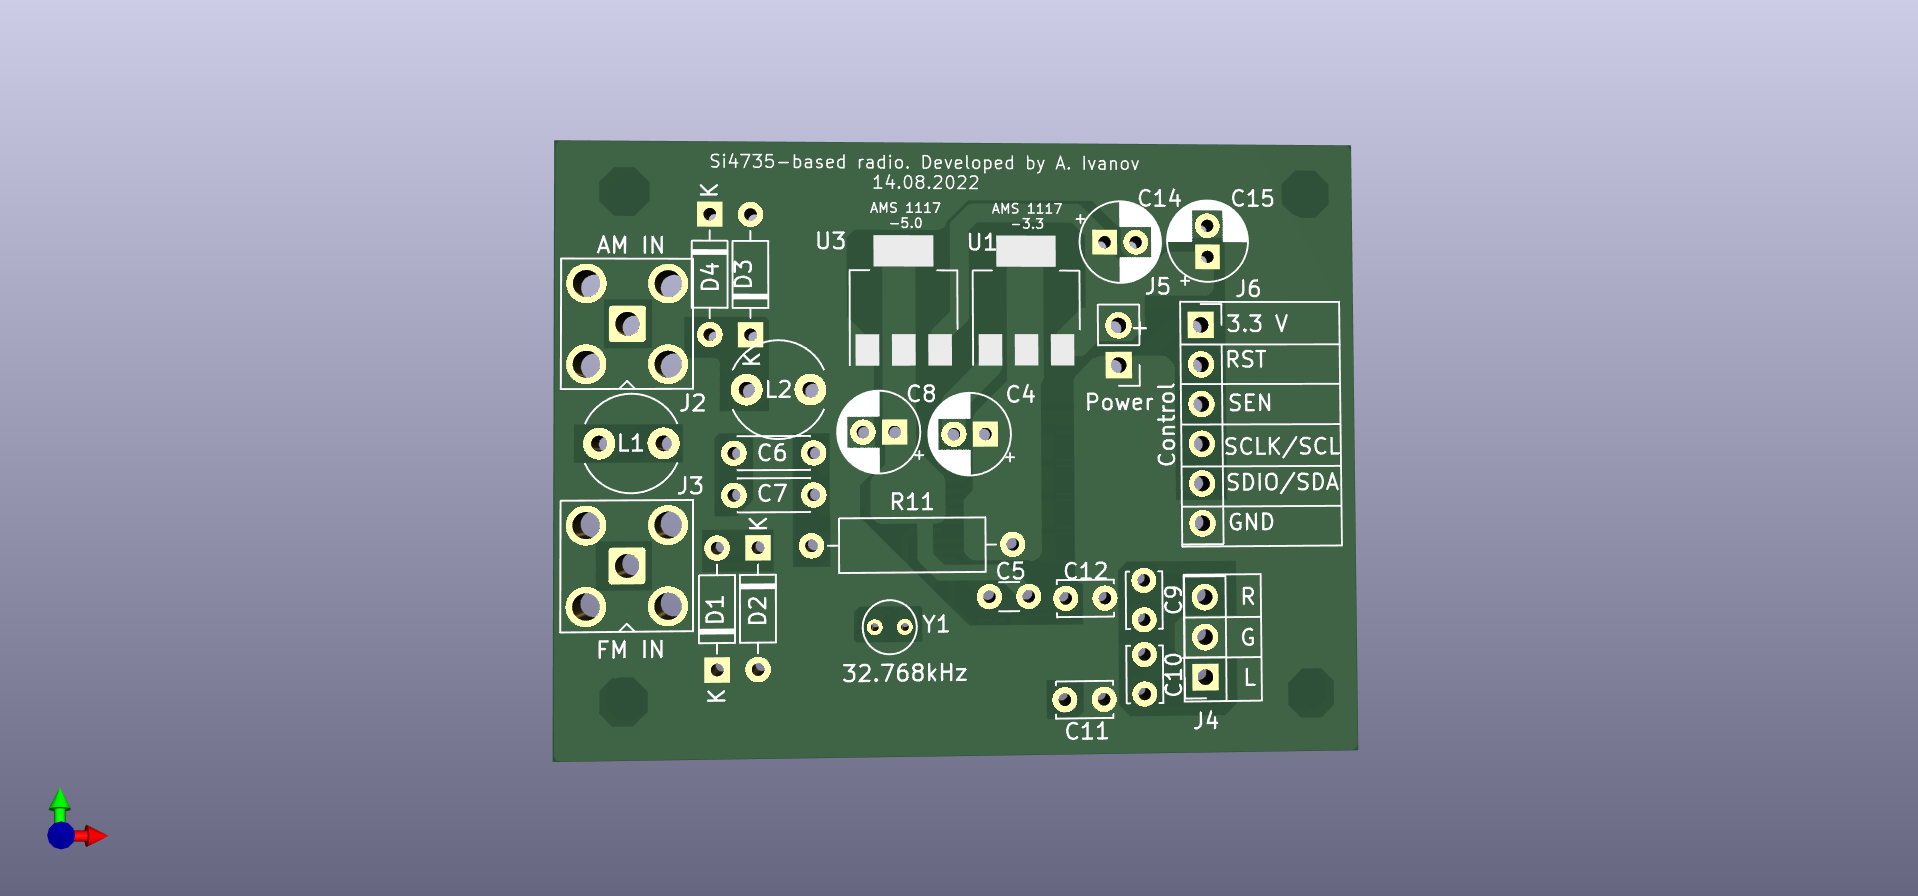 Si4735-based radio. Developed by A. Ivanov
14.08.2022
K
AMS 1117
-5.0
AMS 1117
-3.3
C14
C15
+
U3
U1
AM IN
D4
D3
J5
+
J6
3.3 V
+
K
RST
L2
J2
C8
C4
Power
Control
SEN
L1
C6
+
+
SCLK/SCL
J3
C7
SDIO/SDA
R11
K
GND
C5
C12
D1
D2
C9
R
Y1
G
FM IN
32.768kHz
C10
L
K
C11
J4